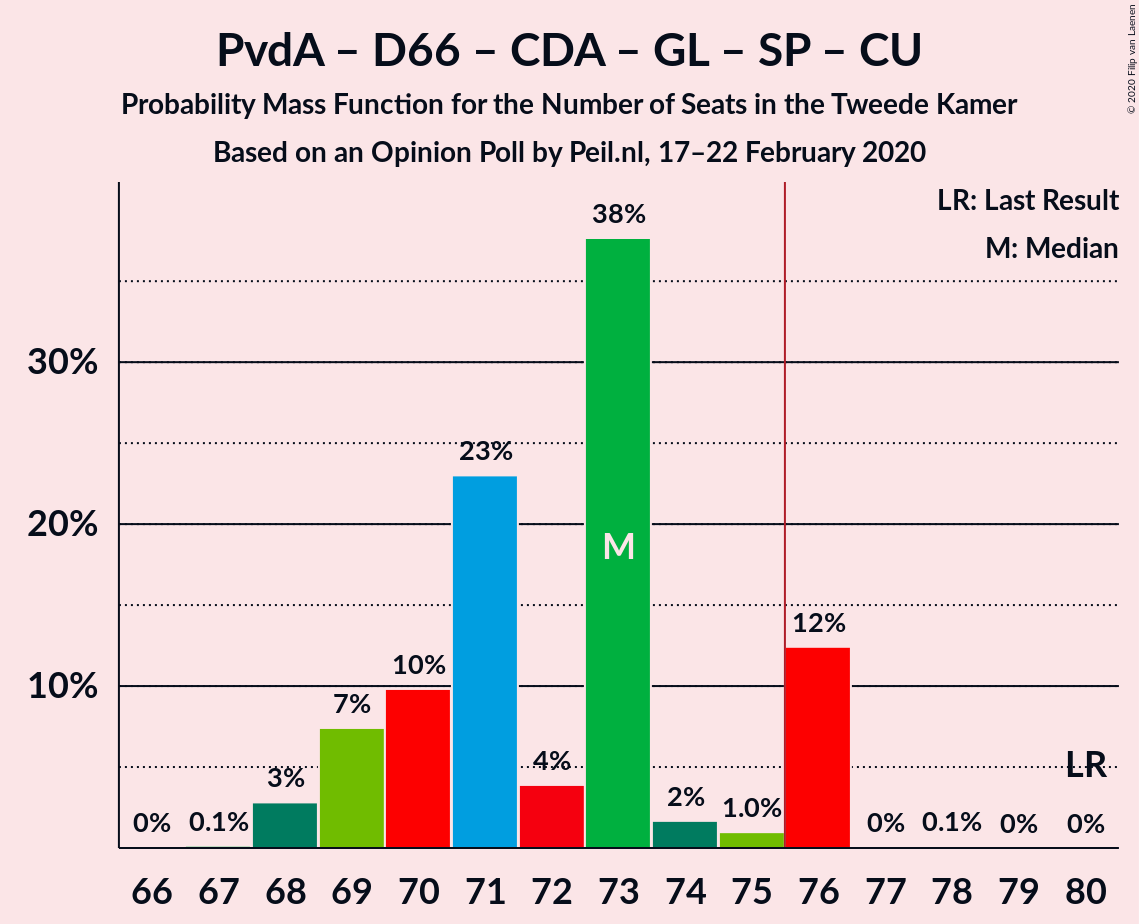 PvdA – D66 – CDA – GL – SP – CU
Probability Mass Function for the Number of Seats in the Tweede Kamer
Based on an Opinion Poll by Peil.nl, 17–22 February 2020
© 2020 Filip van Laenen
LR: Last Result
M: Median
30%
20%
10%
0%
0.1%
3%
7%
10%
23%
4%
38%
M
2%
1.0%
12%
0%
0.1%
0%
0%
LR
66 67 68 69 70 71 72 73 74 75 76 77 78 79 80